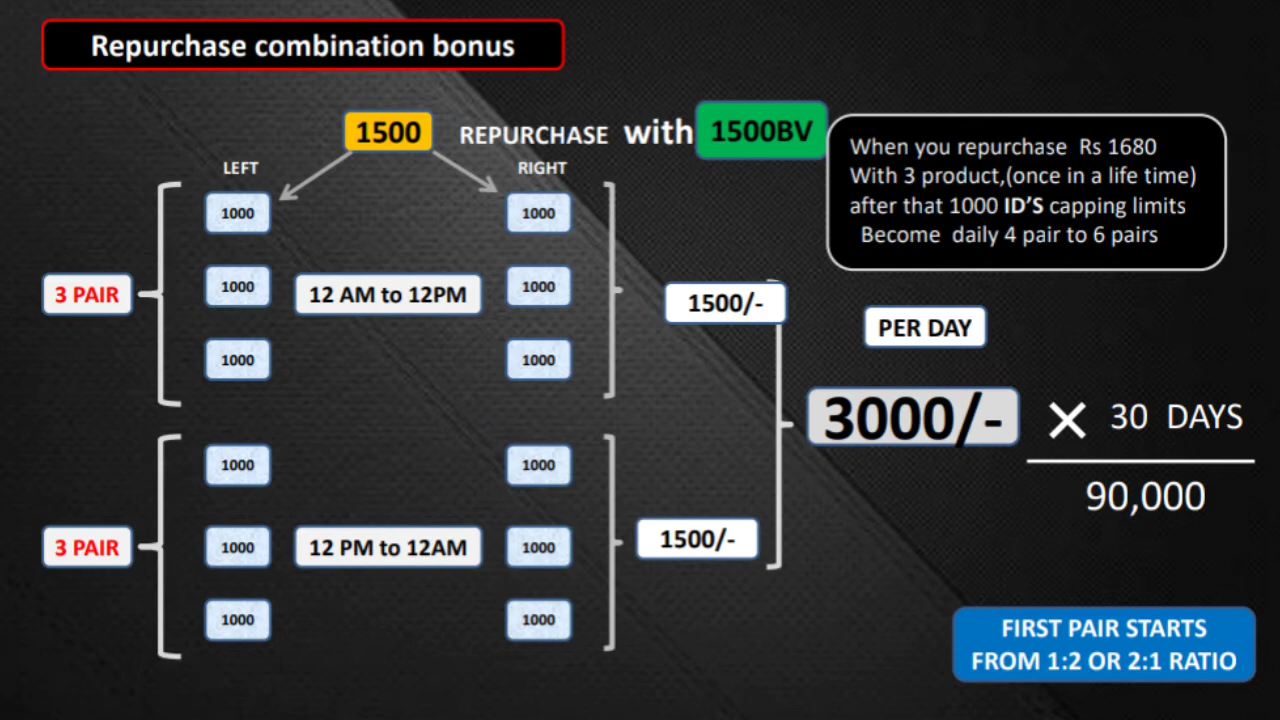 Repurchase combination bonus
1500 REPURCHASE with 1500BV
When you repurchase Rs 1680
With 3 product,(once in a life time)
after that 1000 ID'S capping limits
Become daily 4 pair to 6 pairs
LEFT RIGHT
1000 1000
3 PAIR 1000 12 AM to 12PM 1000 1500/-
1000 1000
PER DAY
3000/- × 30 DAYS
90,000
1000 1000
3 PAIR 1000 12 PM to 12AM 1000 1500/-
1000 1000
FIRST PAIR STARTS
FROM 1:2 OR 2:1 RATIO